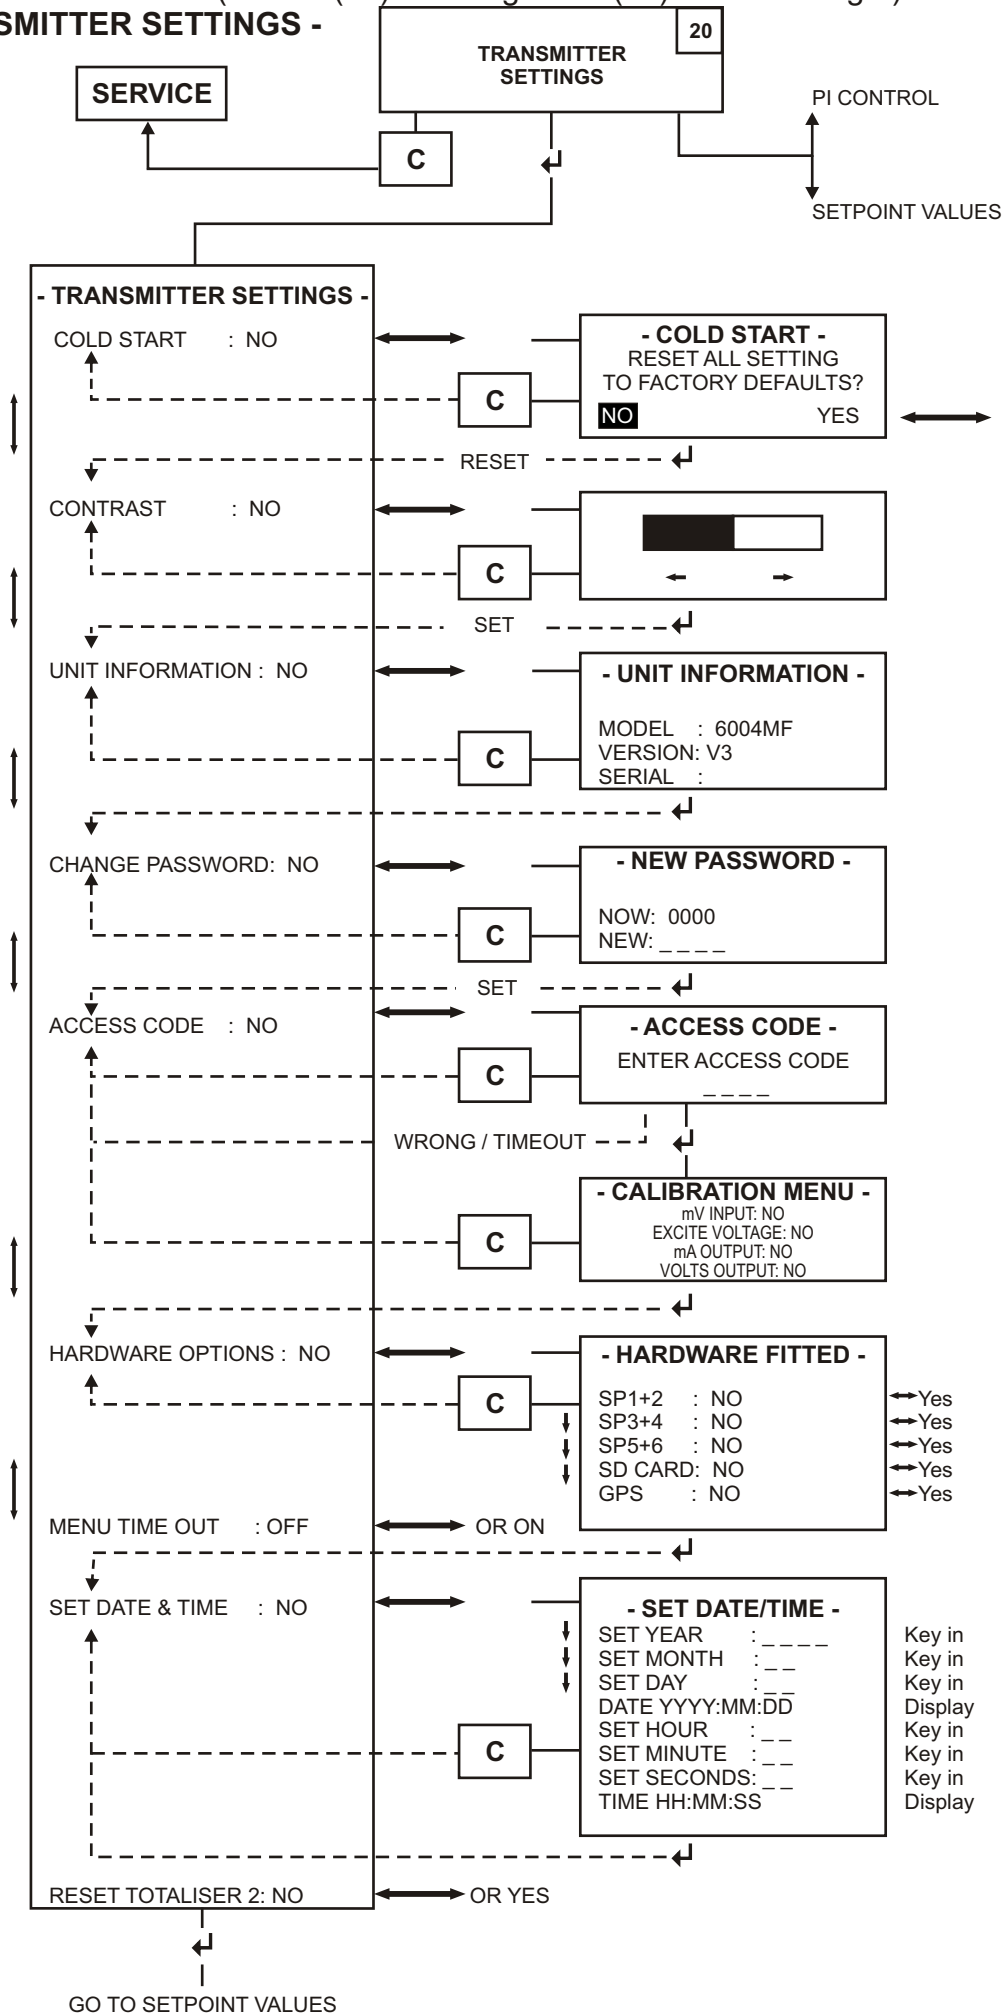 SMITTER SETTINGS -
20
TRANSMITTER
SETTINGS
SERVICE
C
PI CONTROL
SETPOINT VALUES
- TRANSMITTER SETTINGS -
COLD START : NO
- COLD START -
RESET ALL SETTING
TO FACTORY DEFAULTS?
NO YES
C
RESET
CONTRAST : NO
C
SET
UNIT INFORMATION : NO
- UNIT INFORMATION -
MODEL : 6004MF
VERSION: V3
SERIAL :
C
CHANGE PASSWORD: NO
- NEW PASSWORD -
NOW: 0000
NEW: _ _ _ _
C
SET
ACCESS CODE : NO
- ACCESS CODE -
ENTER ACCESS CODE
_ _ _ _
C
WRONG / TIMEOUT
- CALIBRATION MENU -
mV INPUT: NO
EXCITE VOLTAGE: NO
mA OUTPUT: NO
VOLTS OUTPUT: NO
C
HARDWARE OPTIONS : NO
- HARDWARE FITTED -
SP1+2 : NO Yes
SP3+4 : NO Yes
SP5+6 : NO Yes
SD CARD: NO Yes
GPS : NO Yes
C
MENU TIME OUT : OFF OR ON
SET DATE & TIME : NO
- SET DATE/TIME -
SET YEAR : _ _ _ _ Key in
SET MONTH : _ _ Key in
SET DAY : _ _ Key in
DATE YYYY:MM:DD Display
SET HOUR : _ _ Key in
SET MINUTE : _ _ Key in
SET SECONDS: _ _ Key in
TIME HH:MM:SS Display
C
RESET TOTALISER 2: NO OR YES
GO TO SETPOINT VALUES